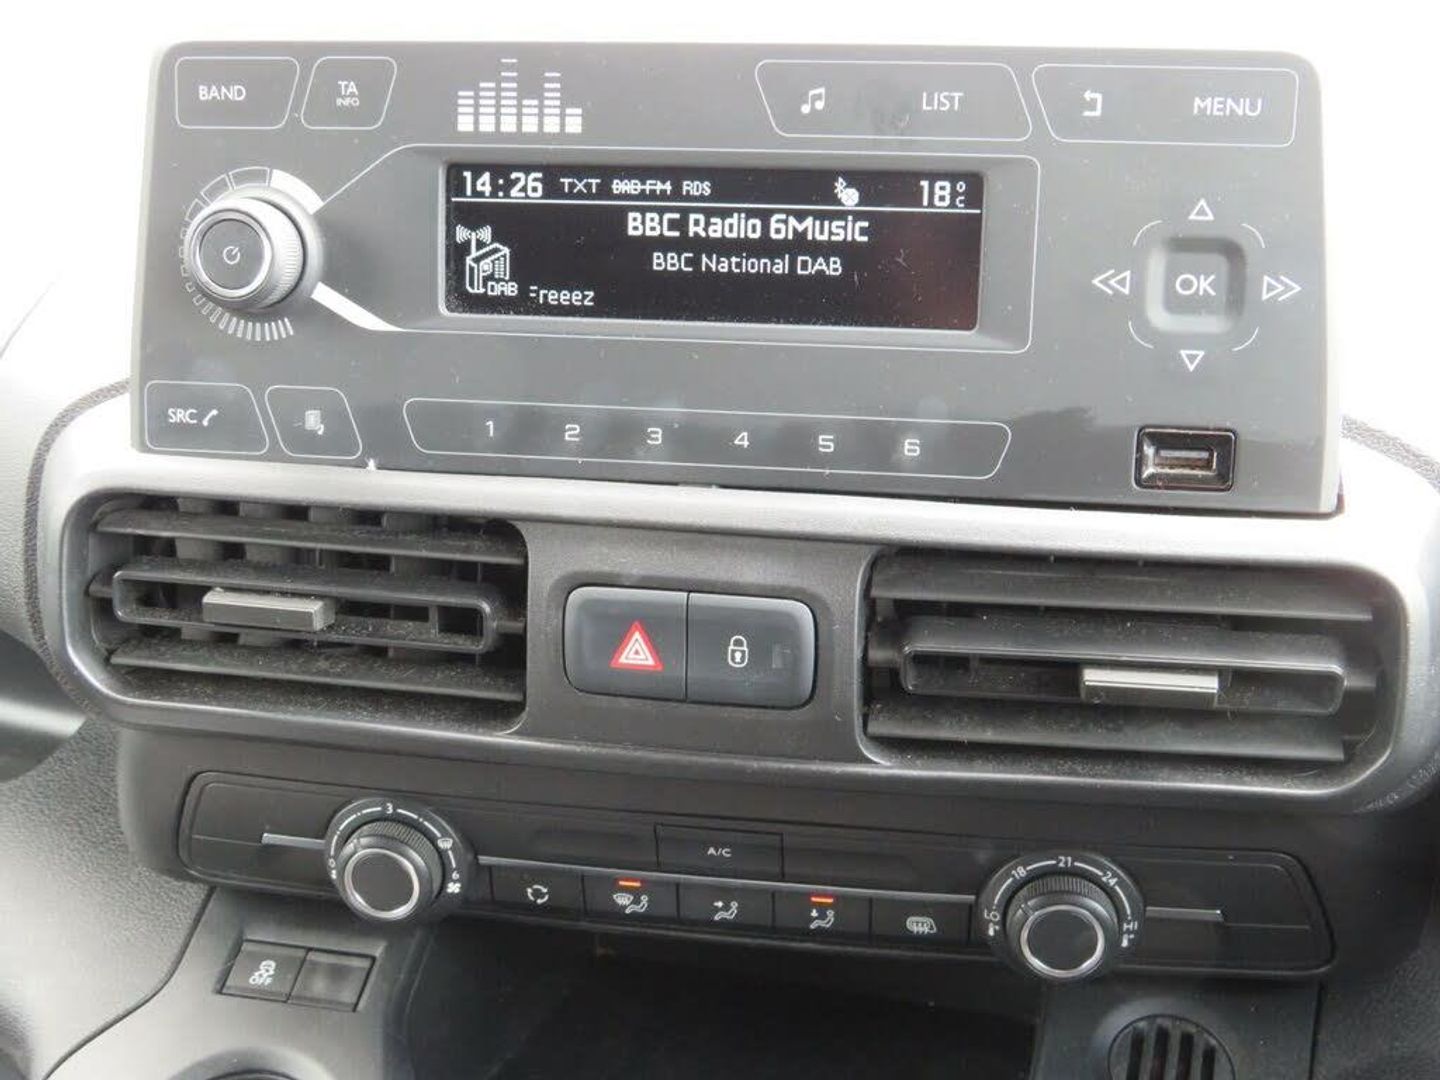 BAND
TA
INFO
LIST
MENU
14:26 TXT DAB-FM RDS 18°C
BBC Radio 6Music
BBC National DAB
DAB Freeez
OK
SRC
1 2 3 4 5 6
A/C
0 3 6
LO 18 21 24 HI
OFF